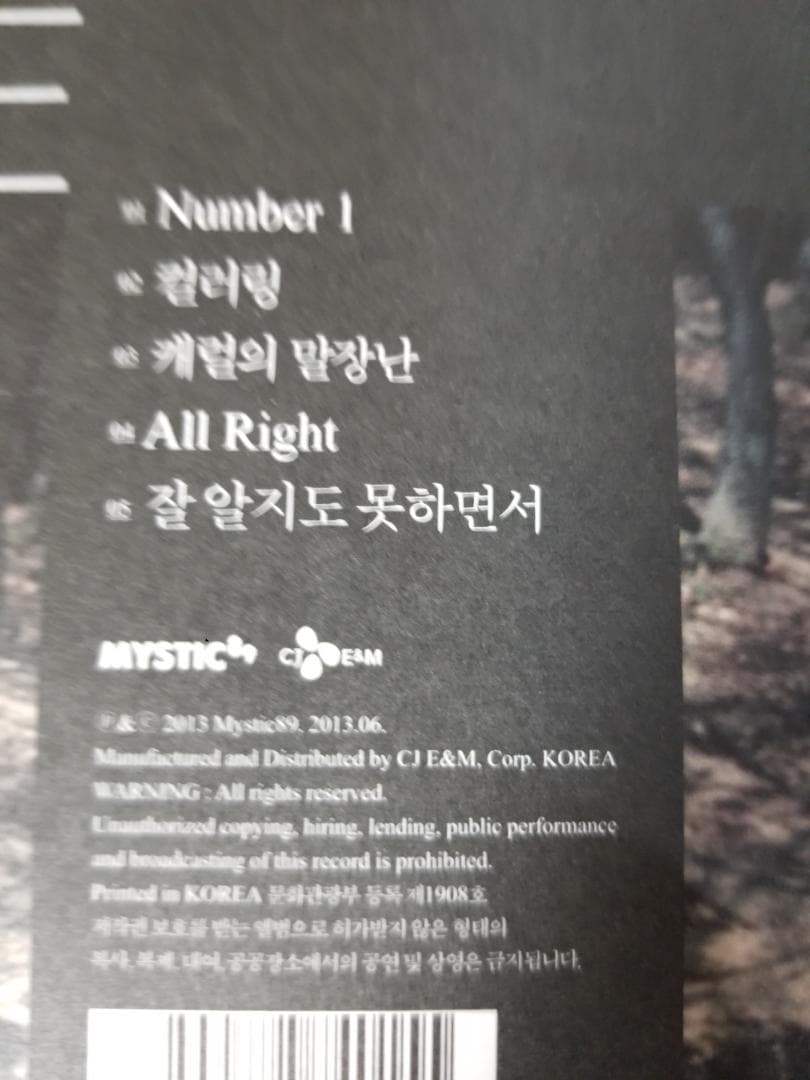 01 Number 1
02 컬러링
03 캐럴의 말장난
04 All Right
05 잘 알지도 못하면서
MYSTIC89 CJ E&M
Ⓟ & Ⓒ 2013 Mystic89. 2013.06.
Manufactured and Distributed by CJ E&M, Corp. KOREA
WARNING : All rights reserved.
Unauthorized copying, hiring, lending, public performance
and broadcasting of this record is prohibited.
Printed in KOREA 문화관광부 등록 제1908호
저작권 보호를 받는 앨범으로 허가받지 않은 형태의
복사, 복제, 대여, 공공장소에서의 공연 및 상영은 금지됩니다.